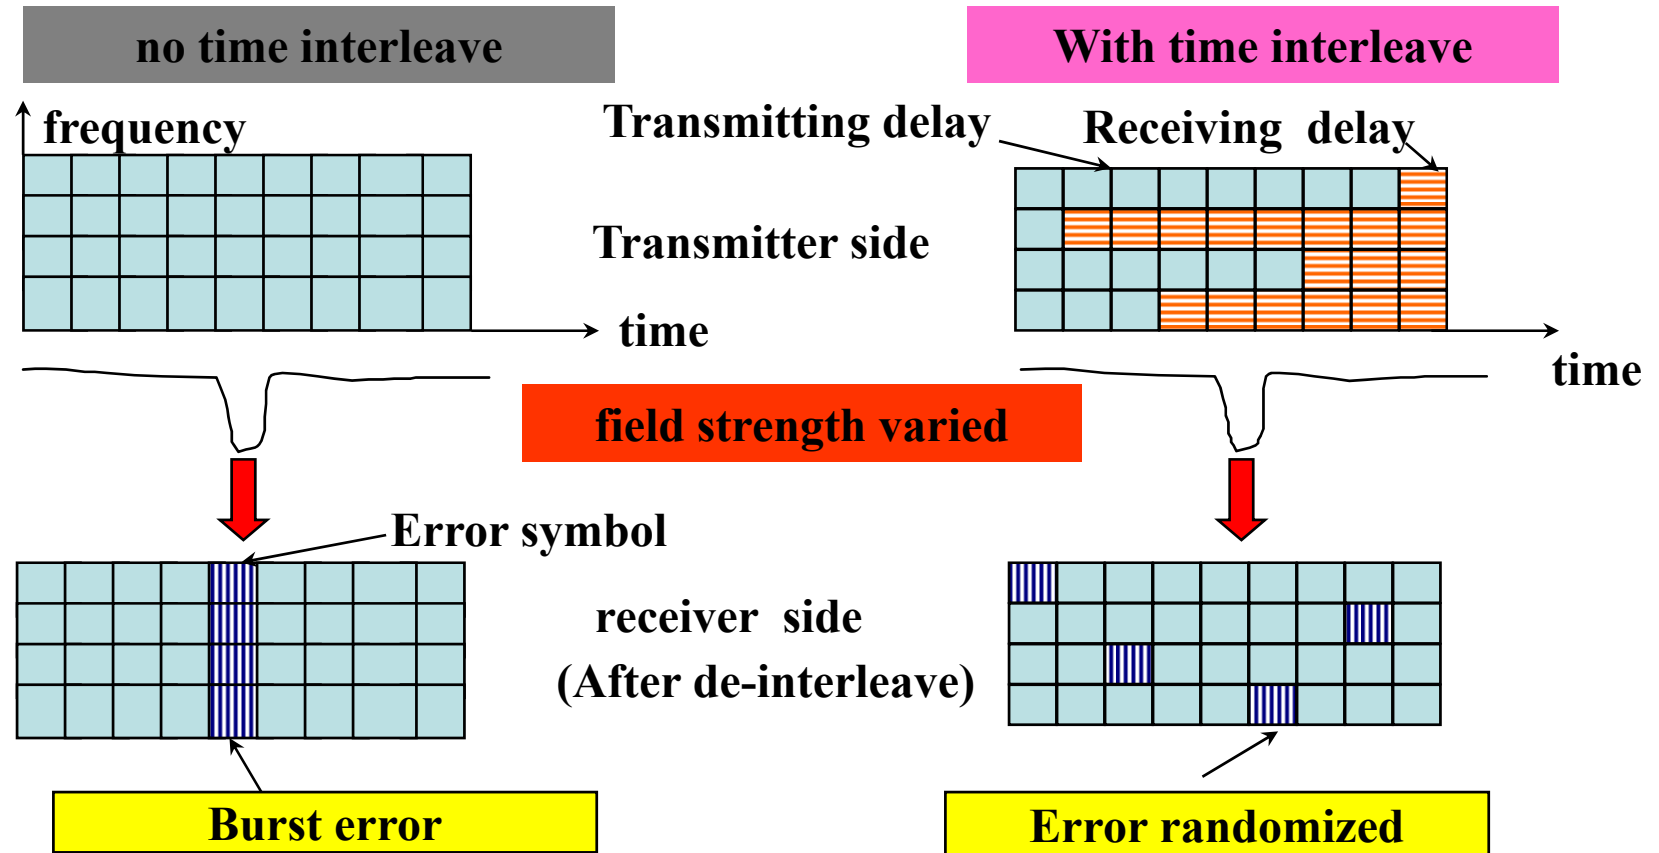 no time interleave
With time interleave
frequency
Transmitting delay
Receiving delay
Transmitter side
time
time
field strength varied
Error symbol
receiver side
(After de-interleave)
Burst error
Error randomized